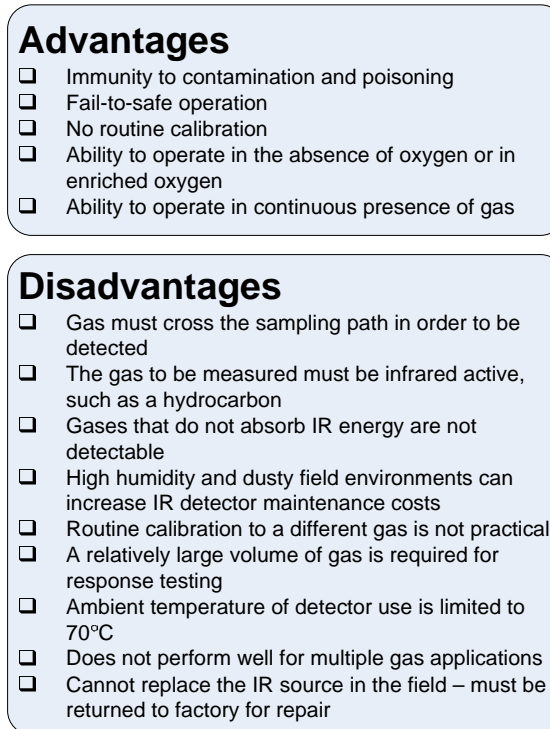 Advantages
❑ Immunity to contamination and poisoning
❑ Fail-to-safe operation
❑ No routine calibration
❑ Ability to operate in the absence of oxygen or in
enriched oxygen
❑ Ability to operate in continuous presence of gas
Disadvantages
❑ Gas must cross the sampling path in order to be
detected
❑ The gas to be measured must be infrared active,
such as a hydrocarbon
❑ Gases that do not absorb IR energy are not
detectable
❑ High humidity and dusty field environments can
increase IR detector maintenance costs
❑ Routine calibration to a different gas is not practical
❑ A relatively large volume of gas is required for
response testing
❑ Ambient temperature of detector use is limited to
70°C
❑ Does not perform well for multiple gas applications
❑ Cannot replace the IR source in the field – must be
returned to factory for repair